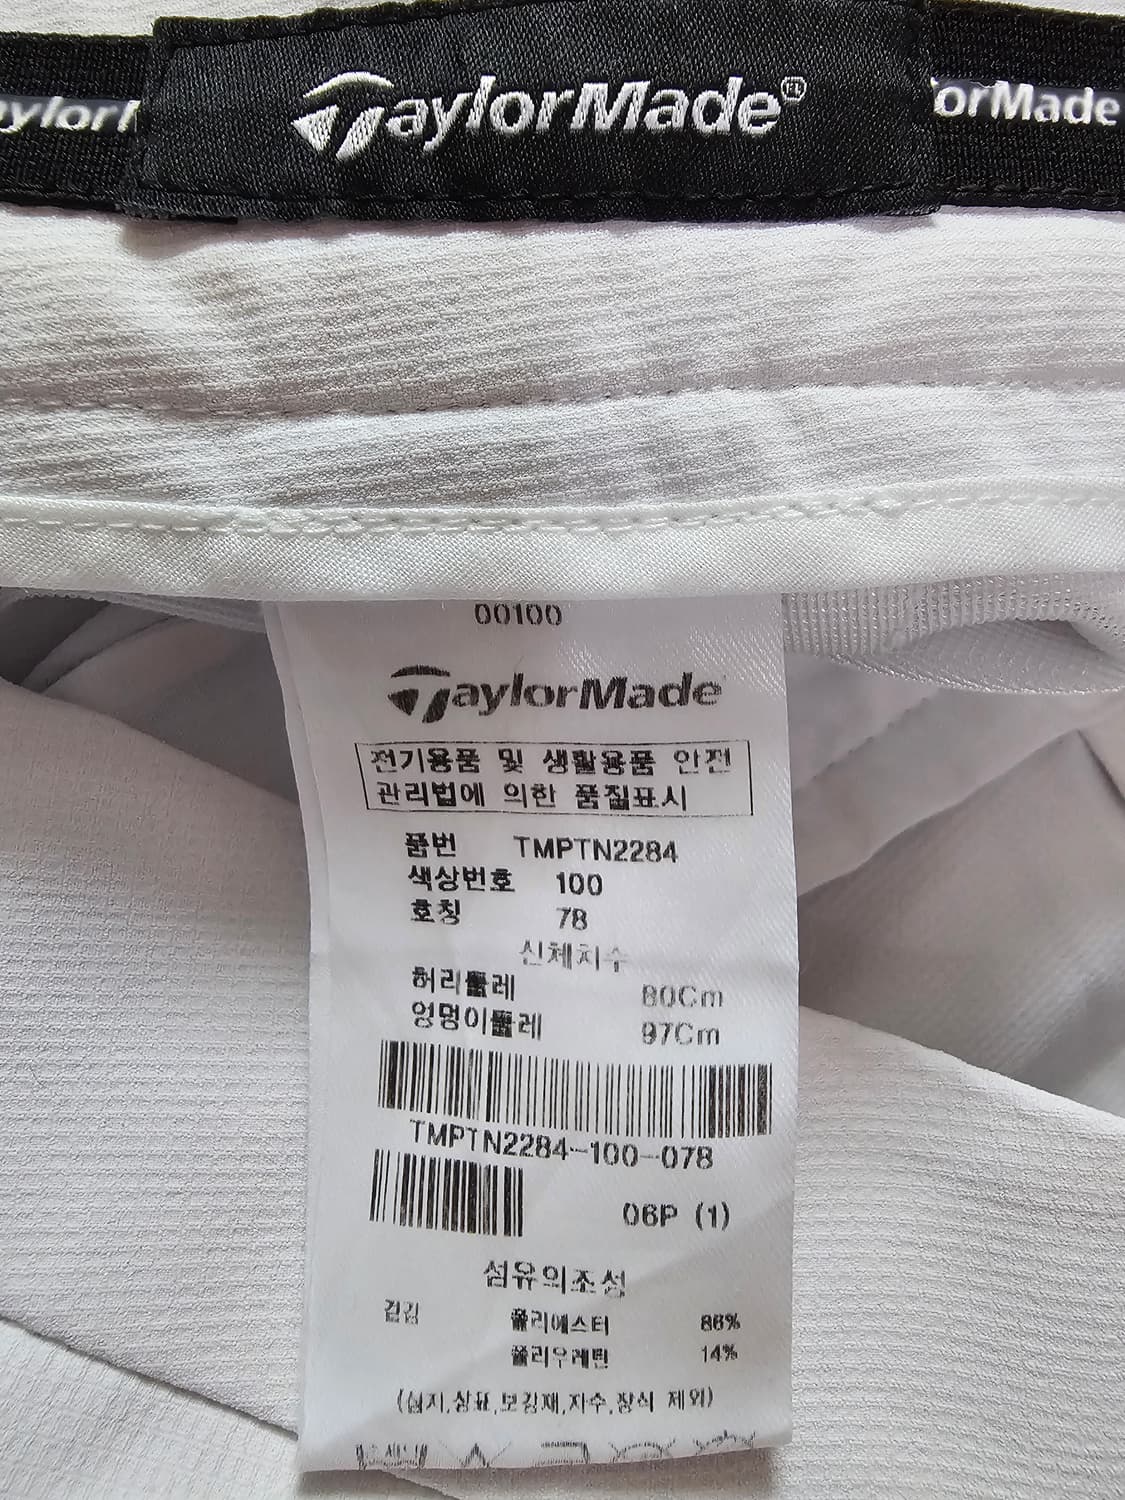 aylorM
TaylorMade®
orMade
00100
TaylorMade
전기용품 및 생활용품 안전
관리법에 의한 품질표시
품번 TMPTN2284
색상번호 100
호칭 78
신체치수
허리둘레 80Cm
엉덩이둘레 97Cm
TMPTN2284-100-078
06P (1)
섬유의조성
겉감 폴리에스터 86%
폴리우레탄 14%
(심지,상표,보강재,자수,장식 제외)